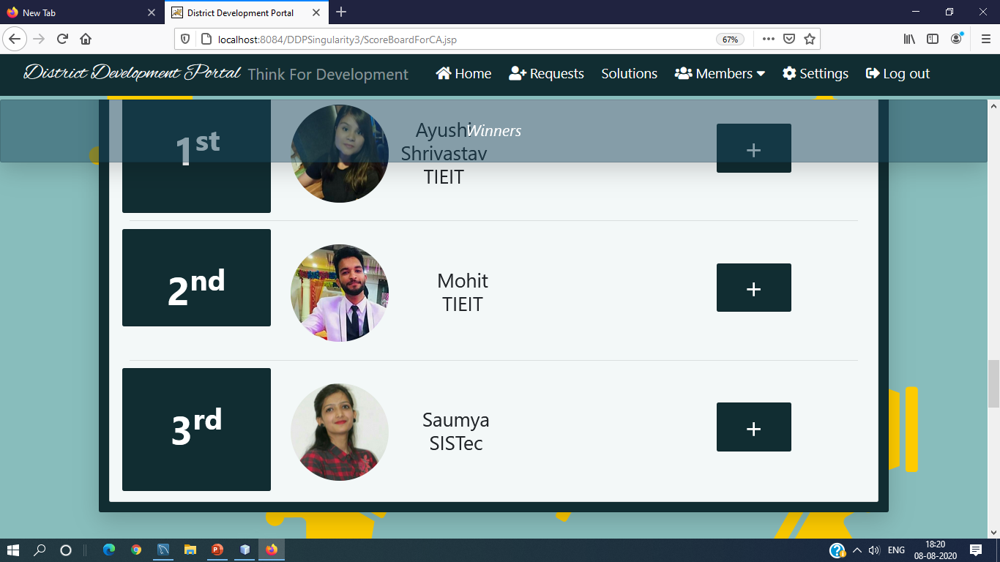 New Tab
District Development Portal
localhost:8084/DDPSingularity3/ScoreBoardForCA.jsp
67%
District Development Portal Think For Development Home Requests Solutions Members Settings Log out
Winners
1st
Ayushi
Shrivastav
TIEIT
+
2nd
Mohit
TIEIT
+
3rd
Saumya
SISTec
+
ENG
18:20
08-08-2020